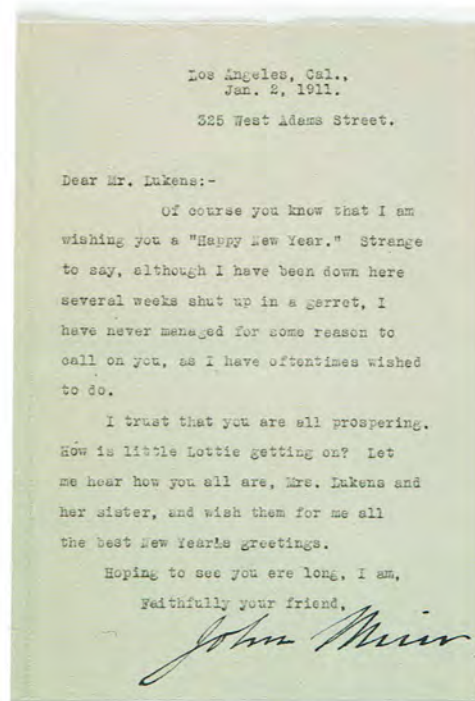 Los Angeles, Cal.,
Jan. 2, 1911.
325 West Adams Street.
Dear Mr. Lukens:-
Of course you know that I am
wishing you a "Happy New Year." Strange
to say, although I have been down here
several weeks shut up in a garret, I
have never managed for some reason to
call on you, as I have oftentimes wished
to do.
I trust that you are all prospering.
How is little Lottie getting on? Let
me hear how you all are, Mrs. Lukens and
her sister, and wish them for me all
the best New Year's greetings.
Hoping to see you ere long, I am,
Faithfully your friend,
John Muir